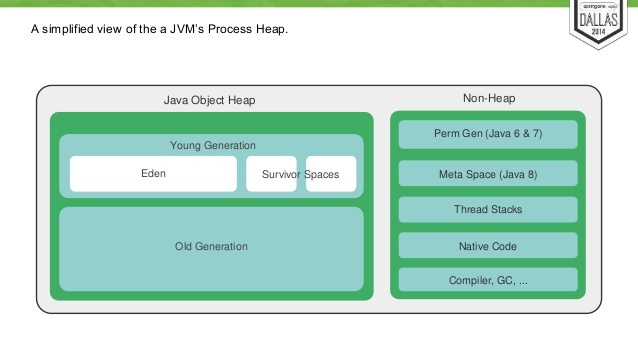 A simplified view of the a JVM's Process Heap.
springone 2GX
DALLAS
2014
Java Object Heap
Non-Heap
Young Generation
Eden
Survivor Spaces
Old Generation
Perm Gen (Java 6 & 7)
Meta Space (Java 8)
Thread Stacks
Native Code
Compiler, GC, ...